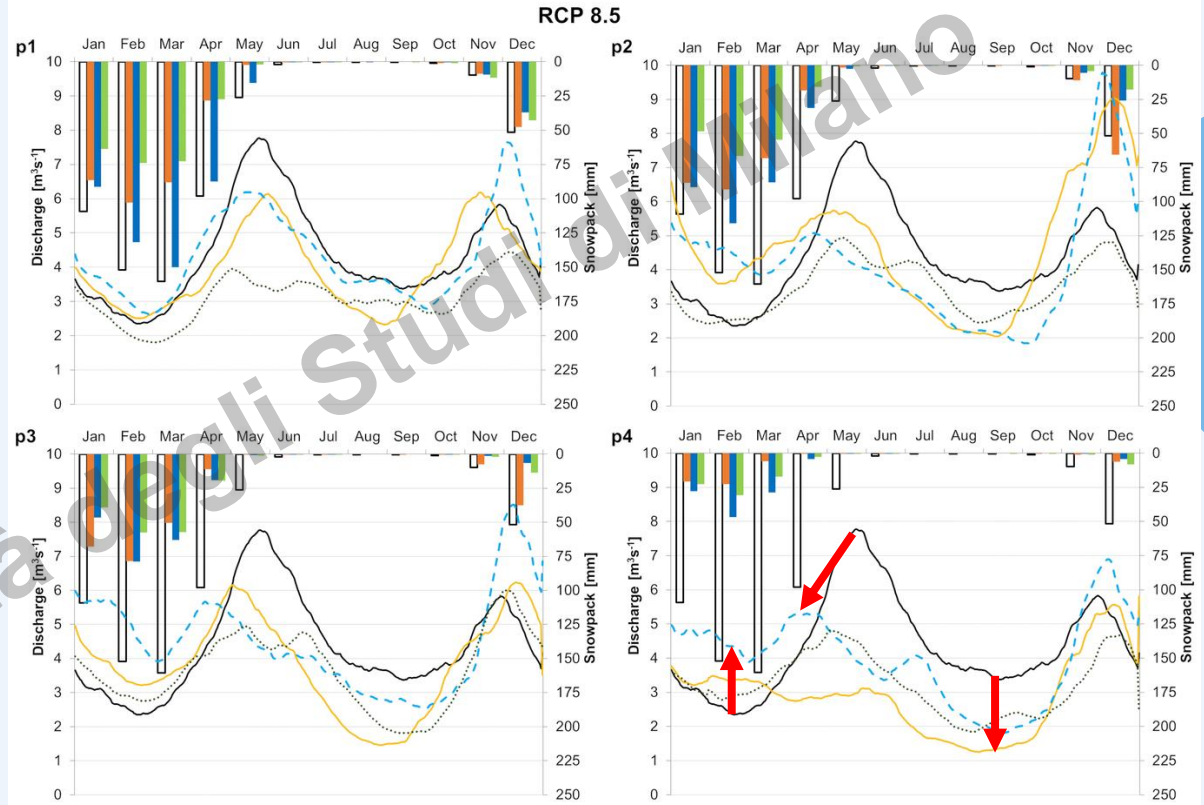 RCP 8.5
p1
Jan Feb Mar Apr May Jun Jul Aug Sep Oct Nov Dec
10 9 8 7 6 5 4 3 2 1 0
Discharge [m³s⁻¹]
0 25 50 75 100 125 150 175 200 225 250
Snowpack [mm]
p2
Jan Feb Mar Apr May Jun Jul Aug Sep Oct Nov Dec
10 9 8 7 6 5 4 3 2 1 0
Discharge [m³s⁻¹]
0 25 50 75 100 125 150 175 200 225 250
Snowpack [mm]
p3
Jan Feb Mar Apr May Jun Jul Aug Sep Oct Nov Dec
10 9 8 7 6 5 4 3 2 1 0
Discharge [m³s⁻¹]
0 25 50 75 100 125 150 175 200 225 250
Snowpack [mm]
p4
Jan Feb Mar Apr May Jun Jul Aug Sep Oct Nov Dec
10 9 8 7 6 5 4 3 2 1 0
Discharge [m³s⁻¹]
0 25 50 75 100 125 150 175 200 225 250
Snowpack [mm]
à degli Studi di Milano